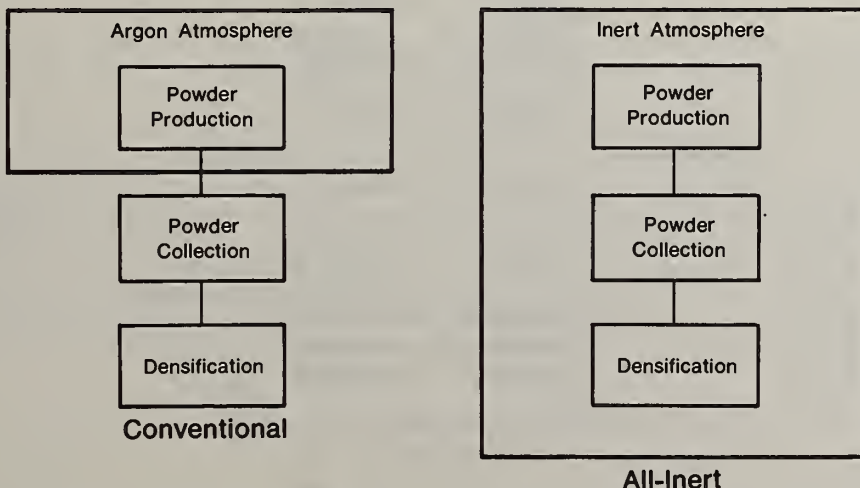 Argon Atmosphere
Powder
Production
Powder
Collection
Densification
Conventional
Inert Atmosphere
Powder
Production
Powder
Collection
Densification
All-Inert